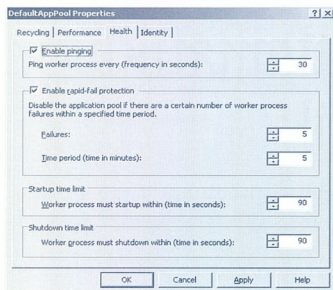 DefaultAppPool Properties
Recycling Performance Health Identity
Enable pinging
Ping worker process every (frequency in seconds): 30
Enable rapid-fail protection
Disable the application pool if there are a certain number of worker process
failures within a specified time period.
Failures: 5
Time period (time in minutes): 5
Startup time limit
Worker process must startup within (time in seconds): 90
Shutdown time limit
Worker process must shutdown within (time in seconds): 90
OK Cancel Apply Help